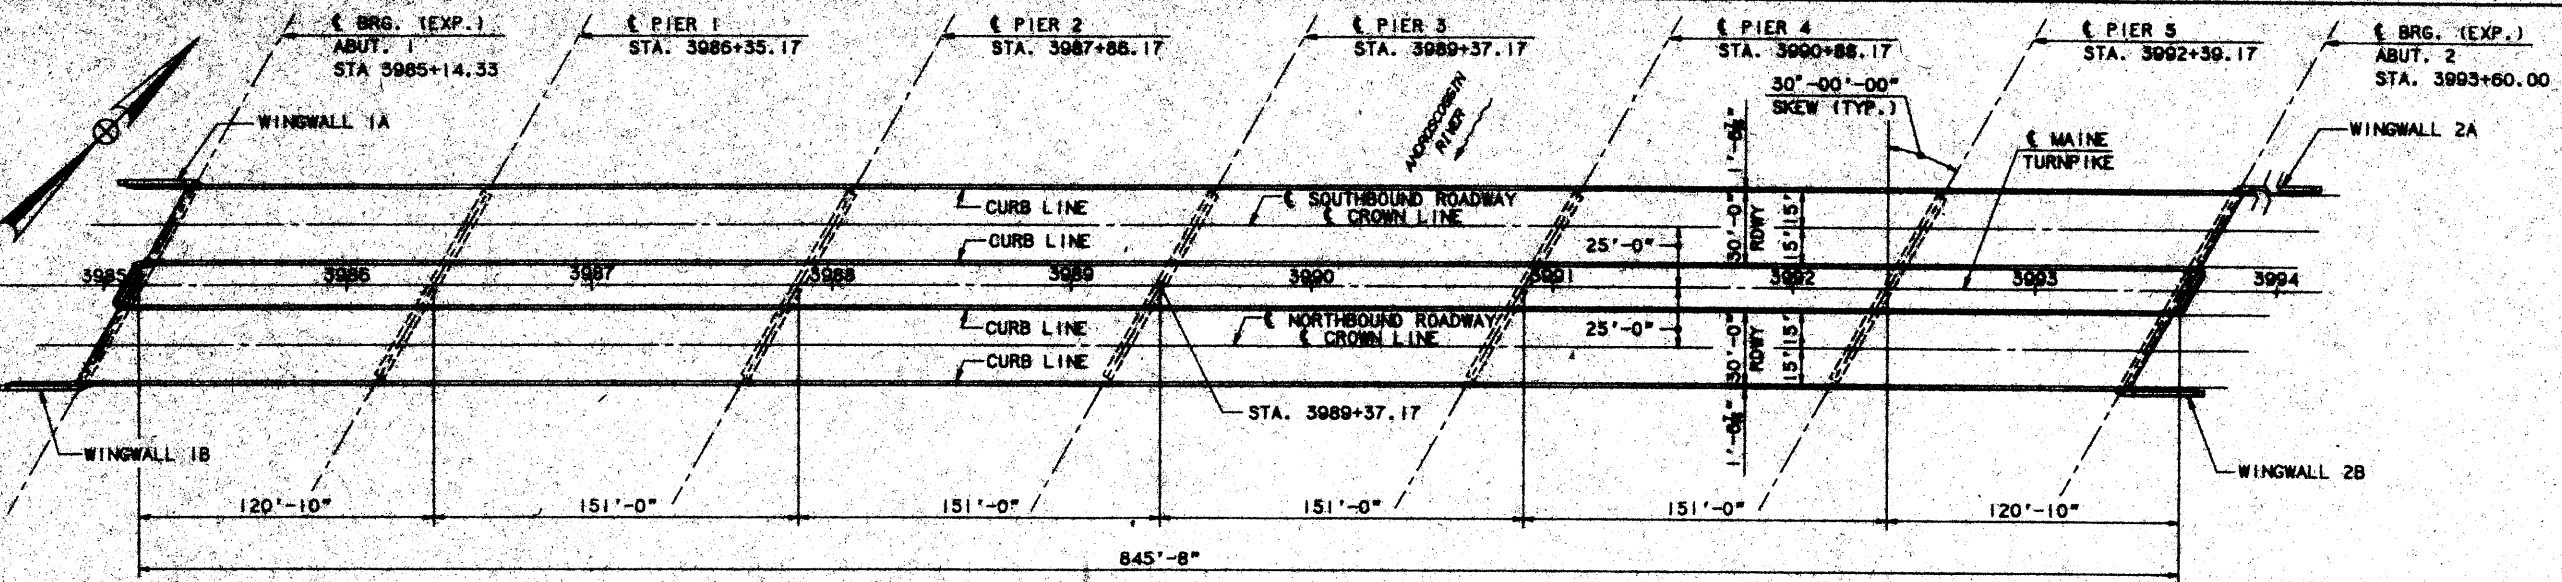 ℄ BRG. (EXP.)
ABUT. 1
STA 3985+14.33
℄ PIER 1
STA. 3986+35.17
℄ PIER 2
STA. 3987+86.17
℄ PIER 3
STA. 3989+37.17
℄ PIER 4
STA. 3990+88.17
℄ PIER 5
STA. 3992+39.17
℄ BRG. (EXP.)
ABUT. 2
STA. 3993+60.00
30°-00'-00"
SKEW (TYP.)
ANDROSCOGGIN
RIVER
WINGWALL 1A
WINGWALL 2A
℄ MAINE
TURNPIKE
CURB LINE
℄ SOUTHBOUND ROADWAY
℄ CROWN LINE
CURB LINE
30'-0"
RDWY
15' 15'
25'-0"
3985 3986 3987 3988 3989 3990 3991 3992 3993 3994
CURB LINE
℄ NORTHBOUND ROADWAY
℄ CROWN LINE
25'-0"
CURB LINE
30'-0"
RDWY
15' 15'
STA. 3989+37.17
WINGWALL 1B
WINGWALL 2B
120'-10" 151'-0" 151'-0" 151'-0" 151'-0" 120'-10"
845'-8"